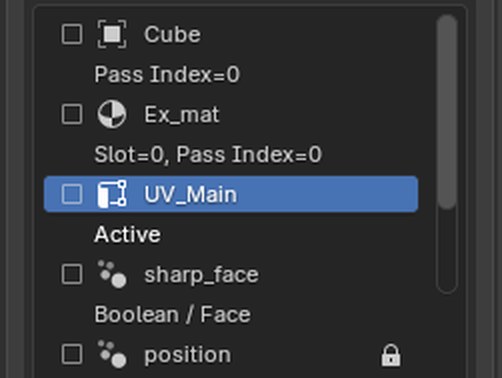 Cube
Pass Index=0
Ex_mat
Slot=0, Pass Index=0
UV_Main
Active
sharp_face
Boolean / Face
position